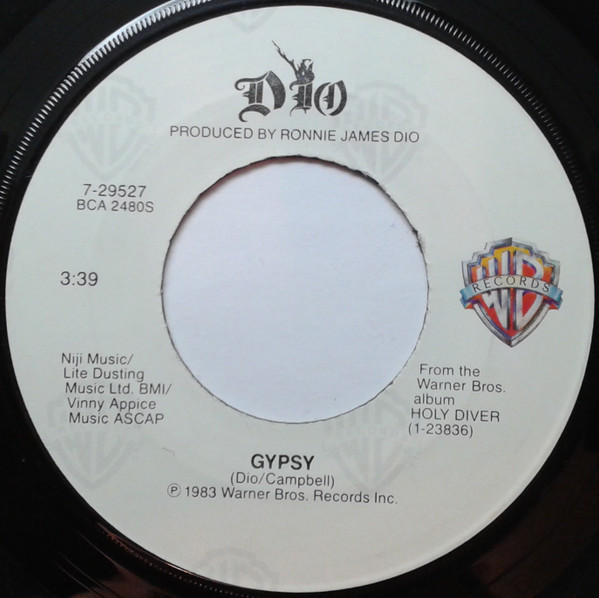 DIO
PRODUCED BY RONNIE JAMES DIO
7-29527
BCA 2480S
3:39
WB
RECORDS
Niji Music/
Lite Dusting
Music Ltd. BMI/
Vinny Appice
Music ASCAP
From the
Warner Bros.
album
HOLY DIVER
(1-23836)
GYPSY
(Dio/Campbell)
℗ 1983 Warner Bros. Records Inc.